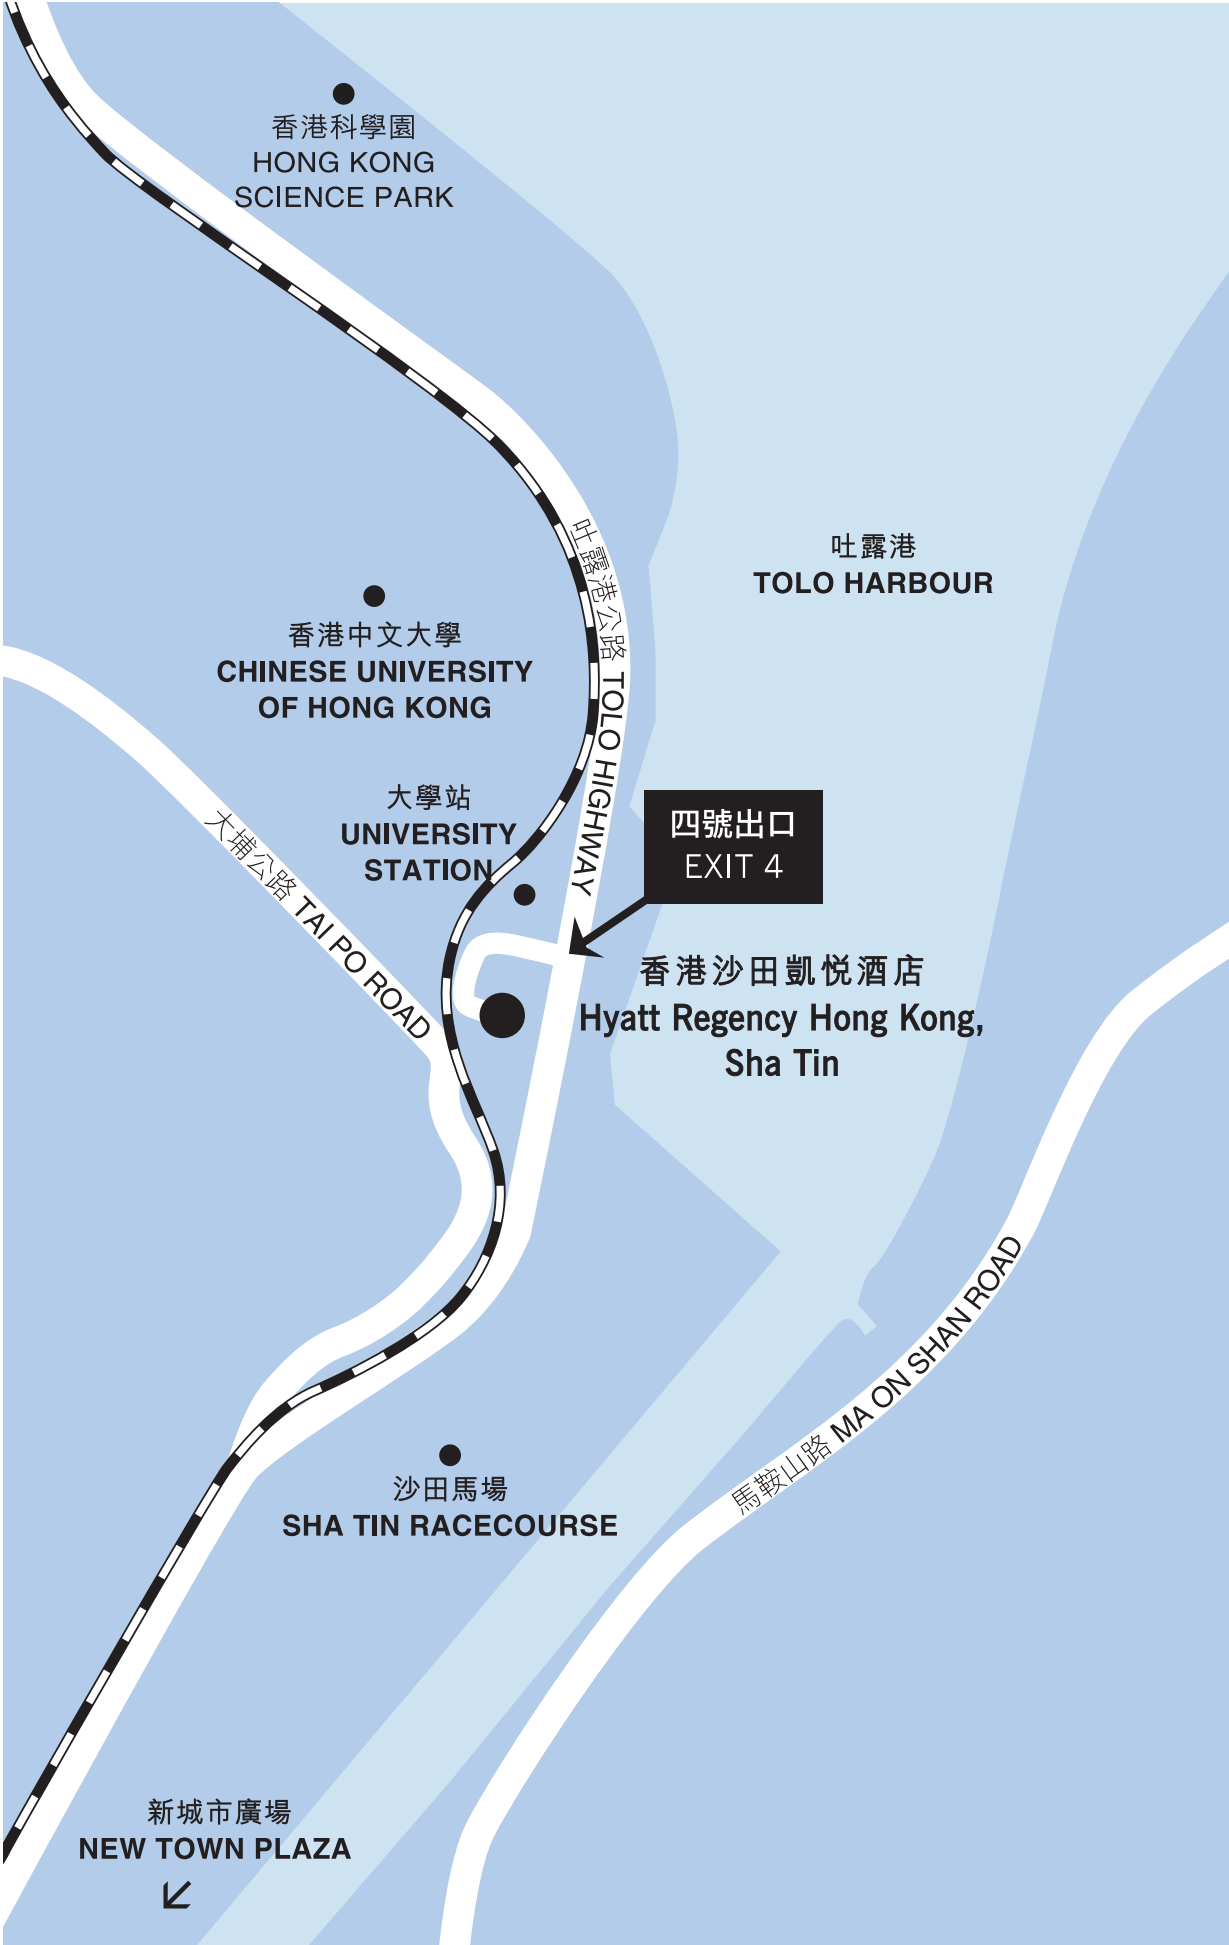 香港科學園
HONG KONG
SCIENCE PARK
吐露港公路 TOLO HIGHWAY
吐露港
TOLO HARBOUR
香港中文大學
CHINESE UNIVERSITY
OF HONG KONG
大學站
UNIVERSITY
STATION
四號出口
EXIT 4
大埔公路 TAI PO ROAD
香港沙田凱悦酒店
Hyatt Regency Hong Kong,
Sha Tin
馬鞍山路 MA ON SHAN ROAD
沙田馬場
SHA TIN RACECOURSE
新城市廣場
NEW TOWN PLAZA